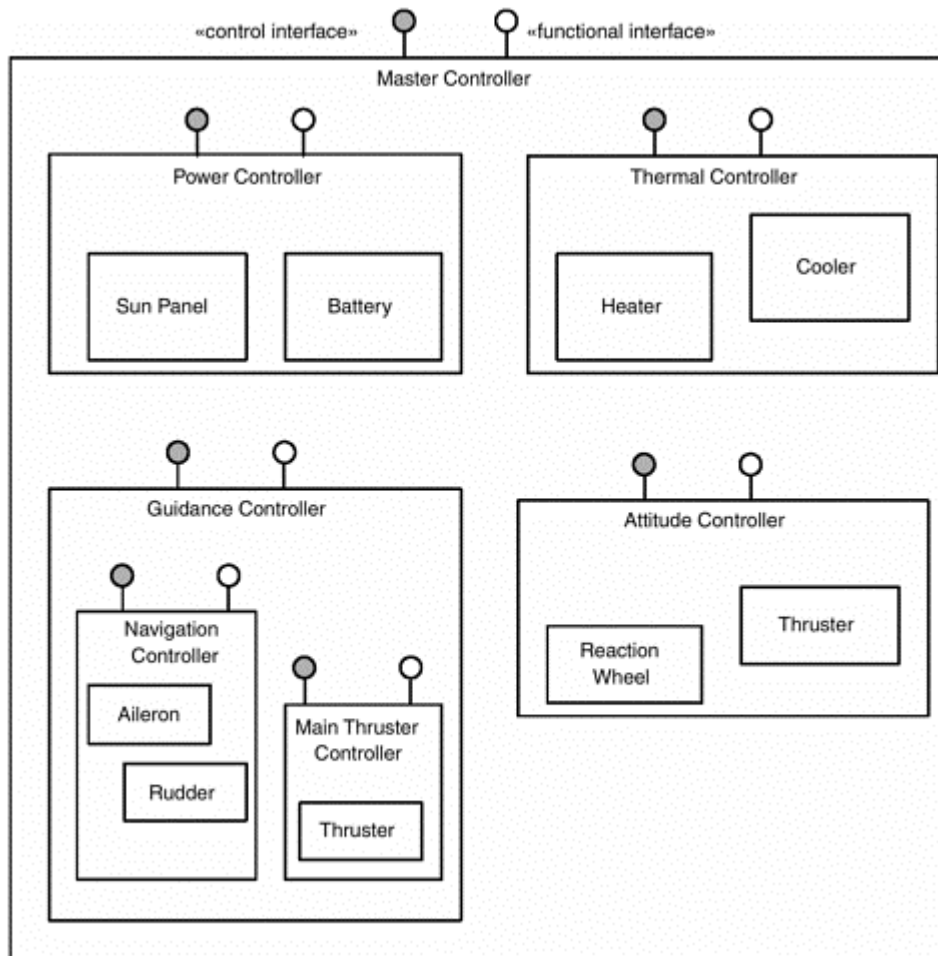 «control interface» «functional interface»
Master Controller
Power Controller
Sun Panel
Battery
Thermal Controller
Heater
Cooler
Guidance Controller
Navigation
Controller
Aileron
Rudder
Main Thruster
Controller
Thruster
Attitude Controller
Reaction
Wheel
Thruster